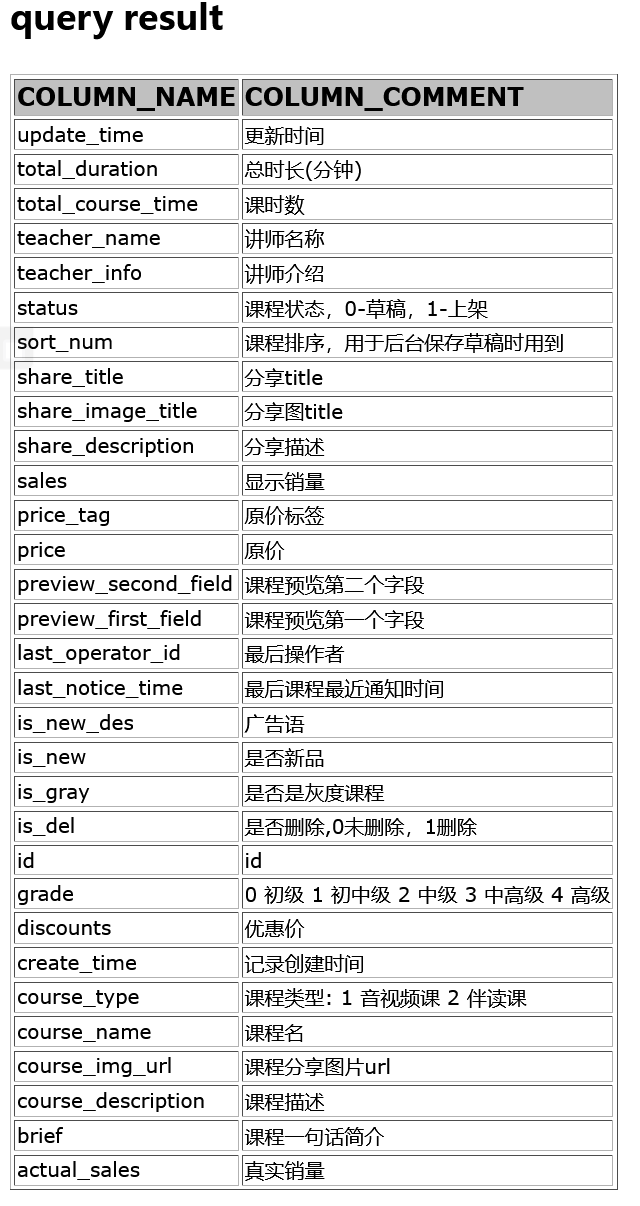 query result
COLUMN_NAME COLUMN_COMMENT
update_time 更新时间
total_duration 总时长(分钟)
total_course_time 课时数
teacher_name 讲师名称
teacher_info 讲师介绍
status 课程状态，0-草稿，1-上架
sort_num 课程排序，用于后台保存草稿时用到
share_title 分享title
share_image_title 分享图title
share_description 分享描述
sales 显示销量
price_tag 原价标签
price 原价
preview_second_field 课程预览第二个字段
preview_first_field 课程预览第一个字段
last_operator_id 最后操作者
last_notice_time 最后课程最近通知时间
is_new_des 广告语
is_new 是否新品
is_gray 是否是灰度课程
is_del 是否删除,0未删除，1删除
id id
grade 0 初级 1 初中级 2 中级 3 中高级 4 高级
discounts 优惠价
create_time 记录创建时间
course_type 课程类型: 1 音视频课 2 伴读课
course_name 课程名
course_img_url 课程分享图片url
course_description 课程描述
brief 课程一句话简介
actual_sales 真实销量